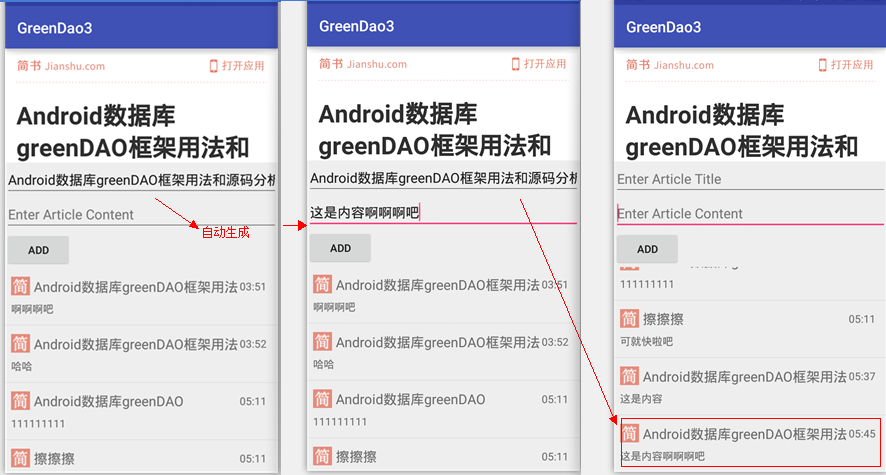 GreenDao3
简书 Jianshu.com 打开应用
Android数据库
greenDAO框架用法和
Android数据库greenDAO框架用法和源码分析
Enter Article Content
自动生成
ADD
简 Android数据库greenDAO框架用法 03:51
啊啊啊吧
简 Android数据库greenDAO框架用法 03:52
哈哈
简 Android数据库greenDAO 05:11
111111111
简 擦擦擦 05:11
GreenDao3
简书 Jianshu.com 打开应用
Android数据库
greenDAO框架用法和
Android数据库greenDAO框架用法和源码分析
这是内容啊啊啊吧
ADD
简 Android数据库greenDAO框架用法 03:51
啊啊啊吧
简 Android数据库greenDAO框架用法 03:52
哈哈
简 Android数据库greenDAO 05:11
111111111
简 擦擦擦 05:11
GreenDao3
简书 Jianshu.com 打开应用
Android数据库
greenDAO框架用法和
Enter Article Title
Enter Article Content
ADD
111111111
简 擦擦擦 05:11
可就快啦吧
简 Android数据库greenDAO框架用法 05:37
这是内容
简 Android数据库greenDAO框架用法 05:45
这是内容啊啊啊吧